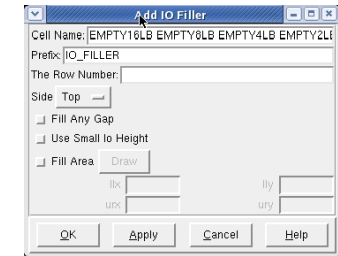 Add IO Filler
Cell Name: EMPTY16LB EMPTY8LB EMPTY4LB EMPTY2LE
Prefix: IO_FILLER
The Row Number:
Side Top
Fill Any Gap
Use Small Io Height
Fill Area Draw
llx lly
urx ury
OK Apply Cancel Help